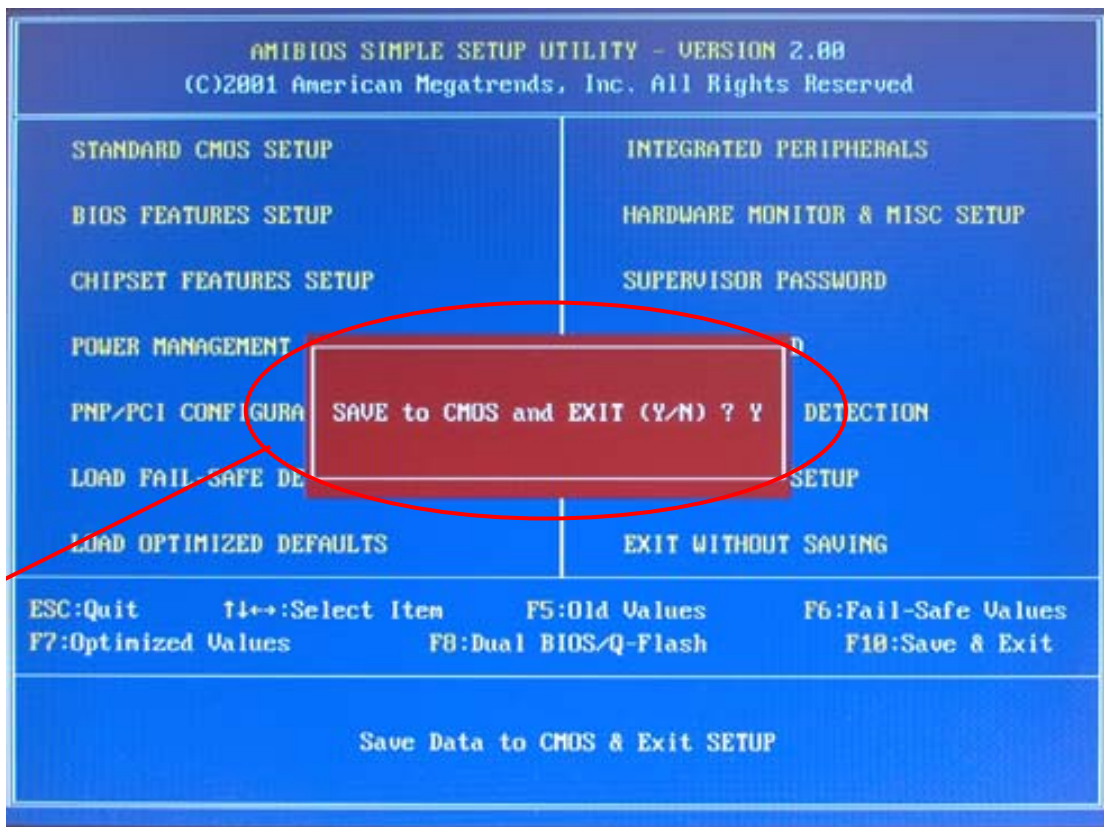 AMIBIOS SIMPLE SETUP UTILITY - VERSION 2.00
(C)2001 American Megatrends, Inc. All Rights Reserved
STANDARD CMOS SETUP
BIOS FEATURES SETUP
CHIPSET FEATURES SETUP
POWER MANAGEMENT
PNP/PCI CONFIGURA
LOAD FAIL-SAFE DE
LOAD OPTIMIZED DEFAULTS
INTEGRATED PERIPHERALS
HARDWARE MONITOR & MISC SETUP
SUPERVISOR PASSWORD
D
DETECTION
SETUP
EXIT WITHOUT SAVING
SAVE to CMOS and EXIT (Y/N) ? Y
ESC:Quit ↑↓←→:Select Item F5:Old Values F6:Fail-Safe Values
F7:Optimized Values F8:Dual BIOS/Q-Flash F10:Save & Exit
Save Data to CMOS & Exit SETUP